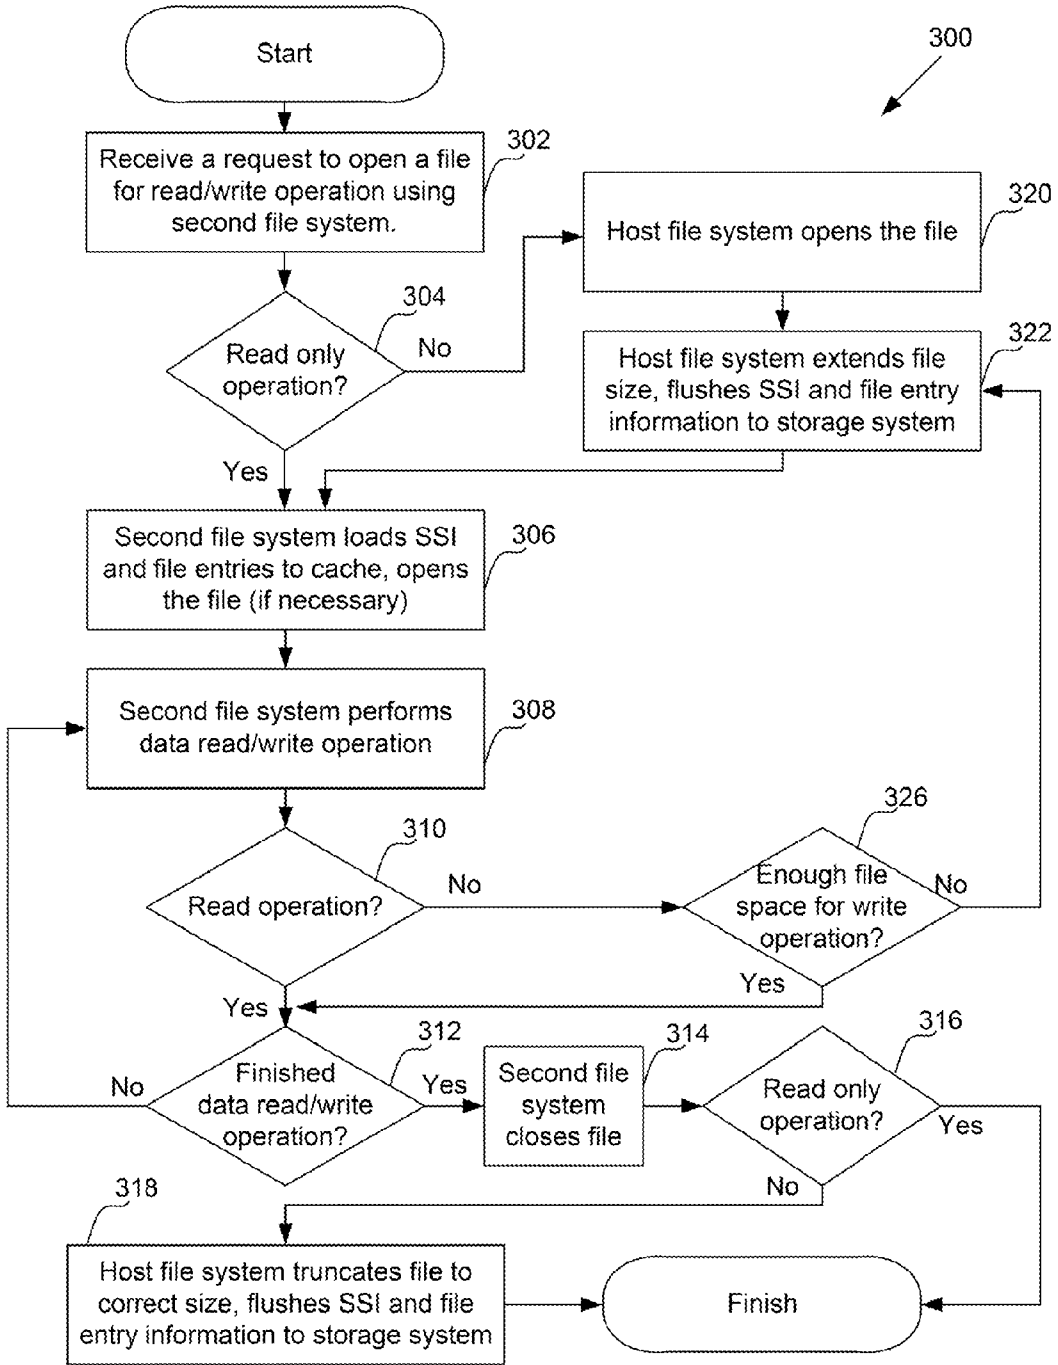 Start
300
Receive a request to open a file
for read/write operation using
second file system.
302
Host file system opens the file
320
304
Read only
operation?
No
Yes
Host file system extends file
size, flushes SSI and file entry
information to storage system
322
Second file system loads SSI
and file entries to cache, opens
the file (if necessary)
306
Second file system performs
data read/write operation
308
310
Read operation?
No
Yes
326
Enough file
space for write
operation?
No
Yes
312
Finished
data read/write
operation?
No
Yes
314
Second file
system
closes file
316
Read only
operation?
Yes
No
318
Host file system truncates file to
correct size, flushes SSI and file
entry information to storage system
Finish